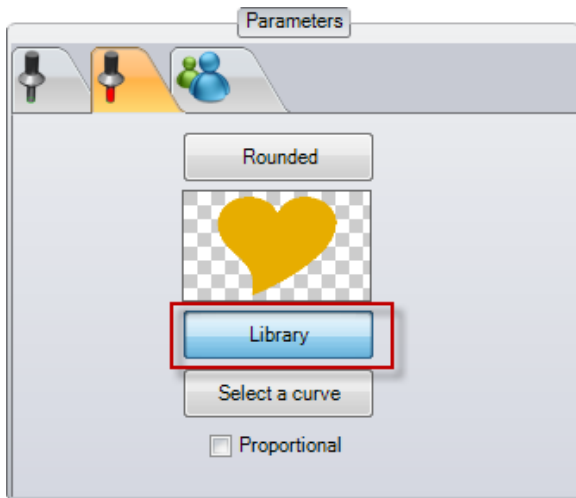 Parameters
Rounded
Library
Select a curve
Proportional